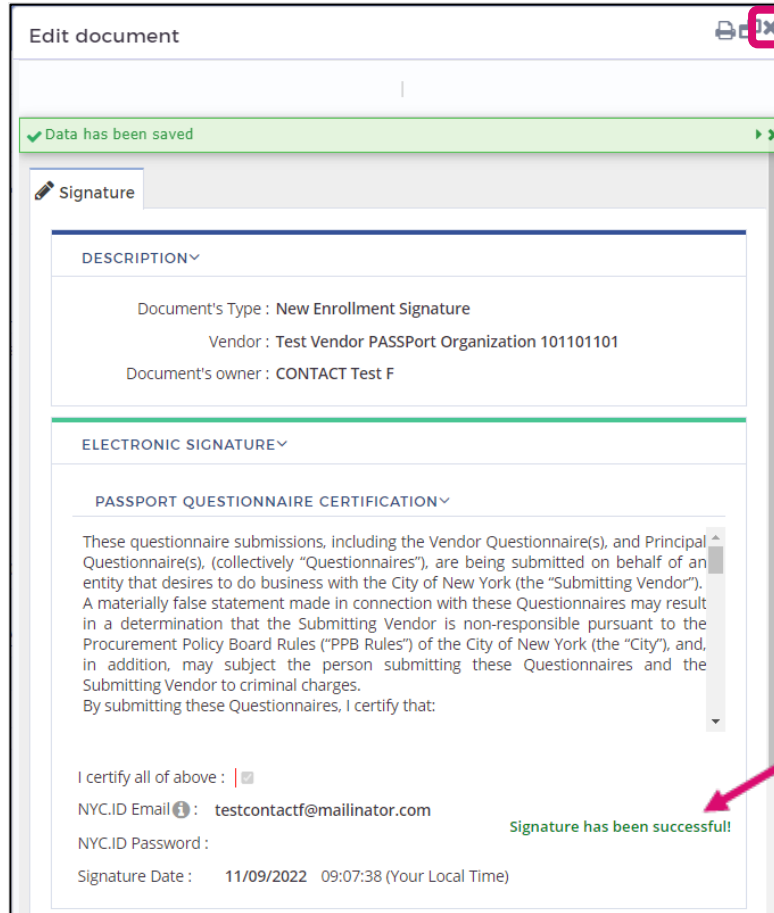 Edit document
Data has been saved
Signature
DESCRIPTION
Document's Type : New Enrollment Signature
Vendor : Test Vendor PASSPort Organization 101101101
Document's owner : CONTACT Test F
ELECTRONIC SIGNATURE
PASSPORT QUESTIONNAIRE CERTIFICATION
These questionnaire submissions, including the Vendor Questionnaire(s), and Principal
Questionnaire(s), (collectively “Questionnaires”), are being submitted on behalf of an
entity that desires to do business with the City of New York (the “Submitting Vendor”).
A materially false statement made in connection with these Questionnaires may result
in a determination that the Submitting Vendor is non-responsible pursuant to the
Procurement Policy Board Rules (“PPB Rules”) of the City of New York (the “City”), and,
in addition, may subject the person submitting these Questionnaires and the
Submitting Vendor to criminal charges.
By submitting these Questionnaires, I certify that:
I certify all of above :
NYC.ID Email : testcontactf@mailinator.com
Signature has been successful!
NYC.ID Password :
Signature Date : 11/09/2022 09:07:38 (Your Local Time)